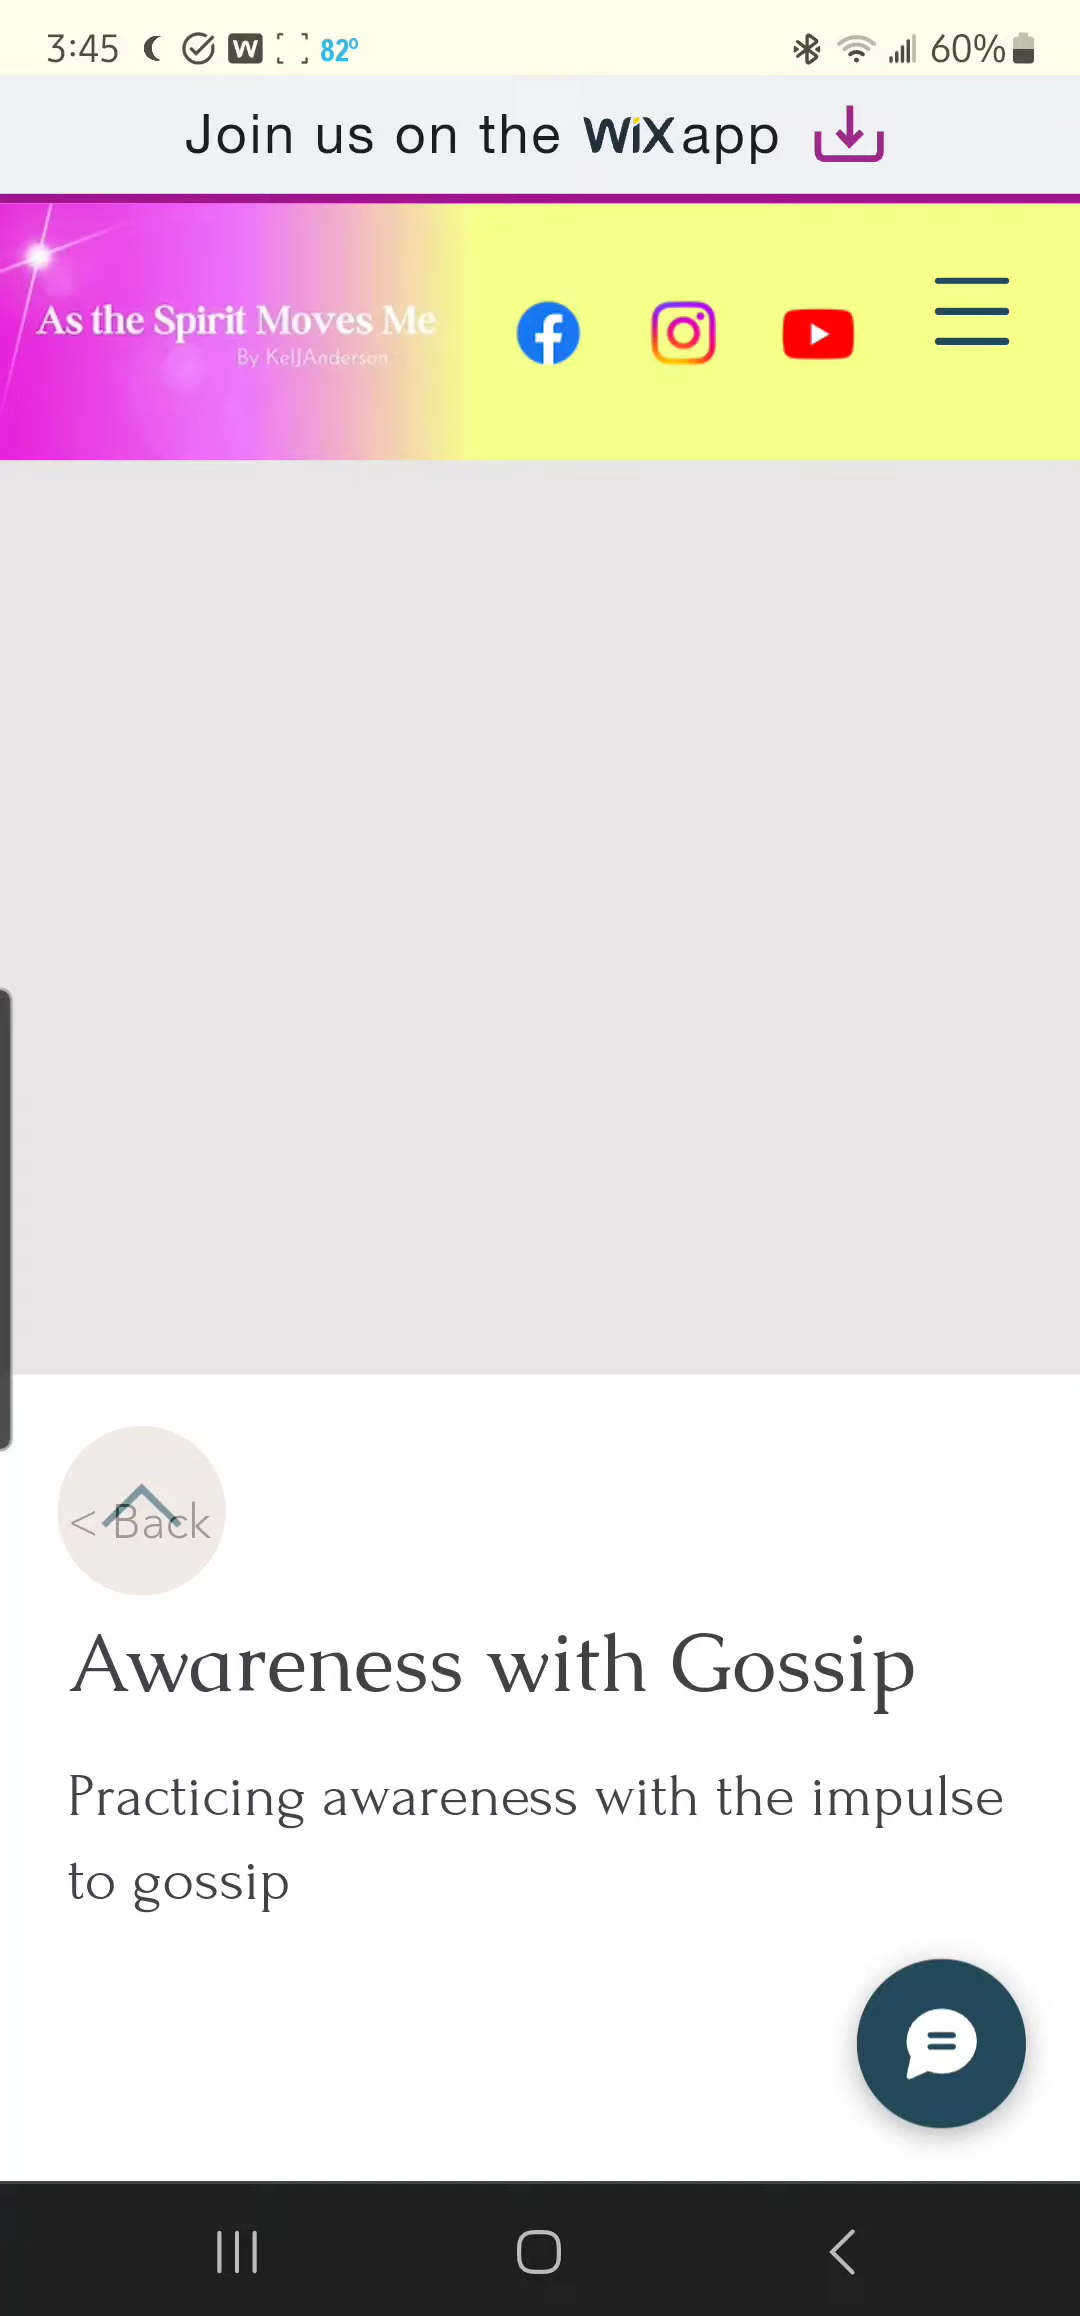 3:45 W 82° 60%
Join us on the WiX app
As the Spirit Moves Me
By KelJAnderson
< Back
Awareness with Gossip
Practicing awareness with the impulse
to gossip